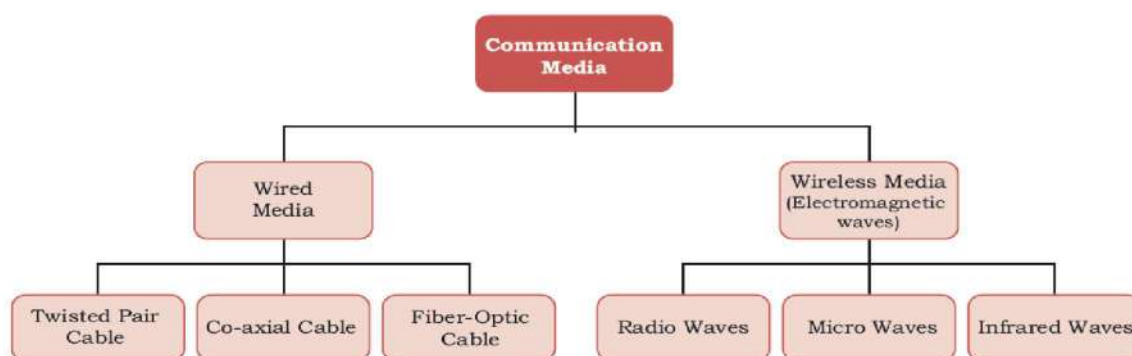 Communication
Media
Wired
Media
Wireless Media
(Electromagnetic
waves)
Twisted Pair
Cable
Co-axial Cable
Fiber-Optic
Cable
Radio Waves
Micro Waves
Infrared Waves